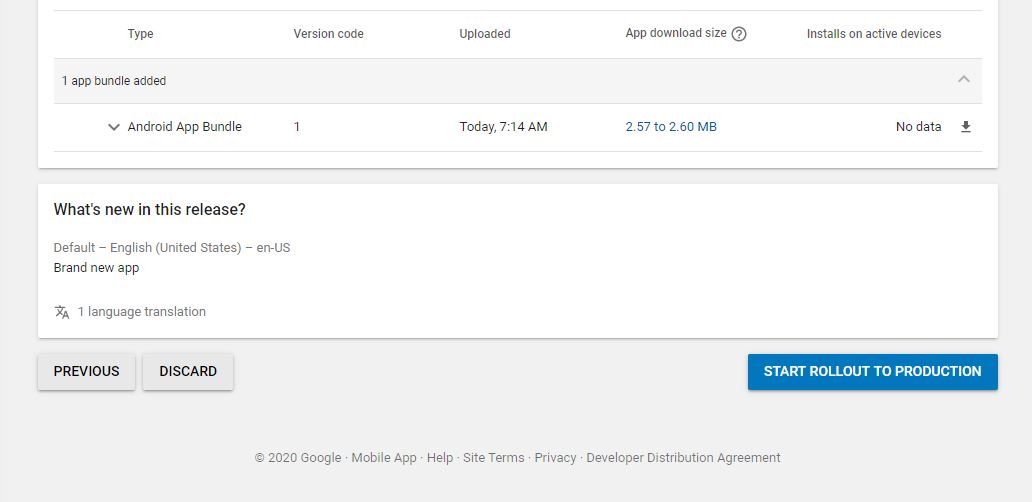 Type Version code Uploaded App download size Installs on active devices
1 app bundle added
Android App Bundle 1 Today, 7:14 AM 2.57 to 2.60 MB No data
What's new in this release?
Default – English (United States) – en-US
Brand new app
1 language translation
PREVIOUS DISCARD START ROLLOUT TO PRODUCTION
© 2020 Google · Mobile App · Help · Site Terms · Privacy · Developer Distribution Agreement